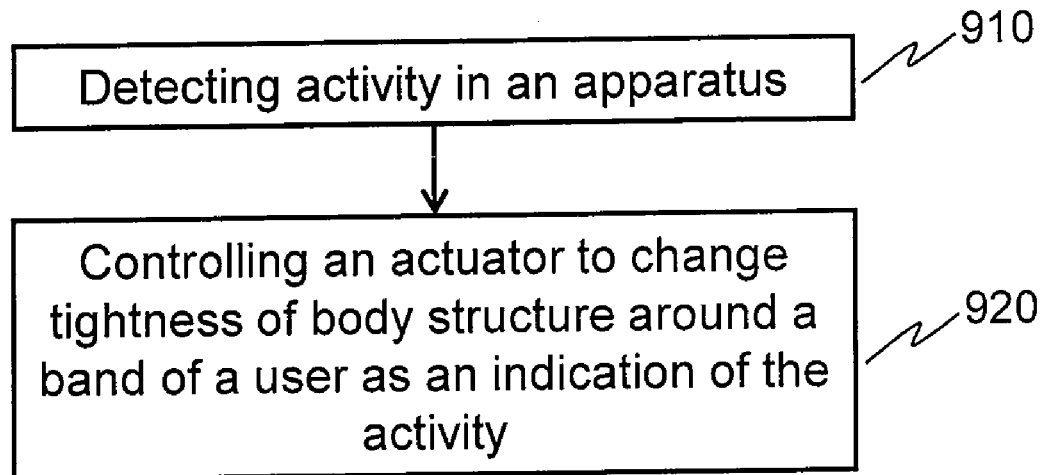 910
Detecting activity in an apparatus
Controlling an actuator to change
tightness of body structure around a
band of a user as an indication of the
activity
920